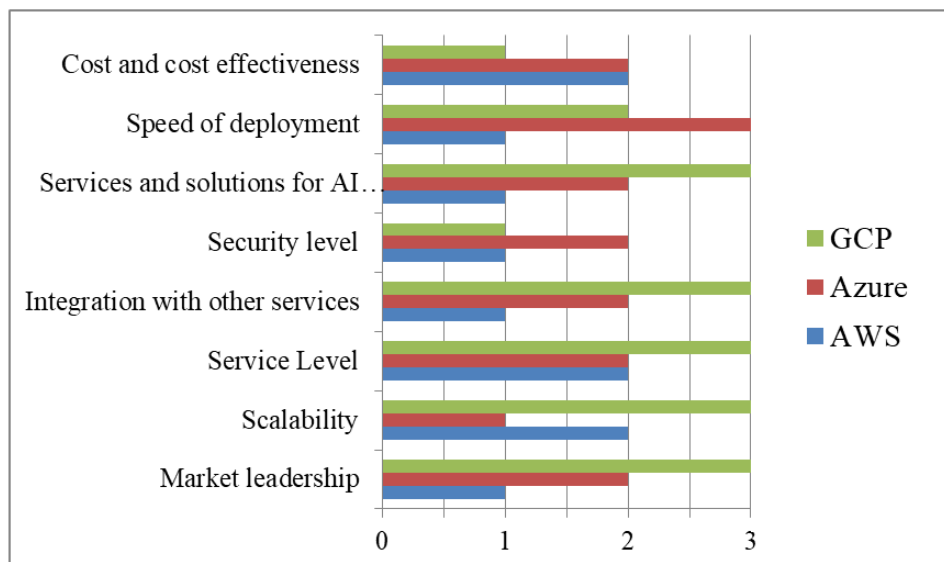 Cost and cost effectiveness
Speed of deployment
Services and solutions for AI…
Security level
Integration with other services
Service Level
Scalability
Market leadership
0 1 2 3
GCP
Azure
AWS